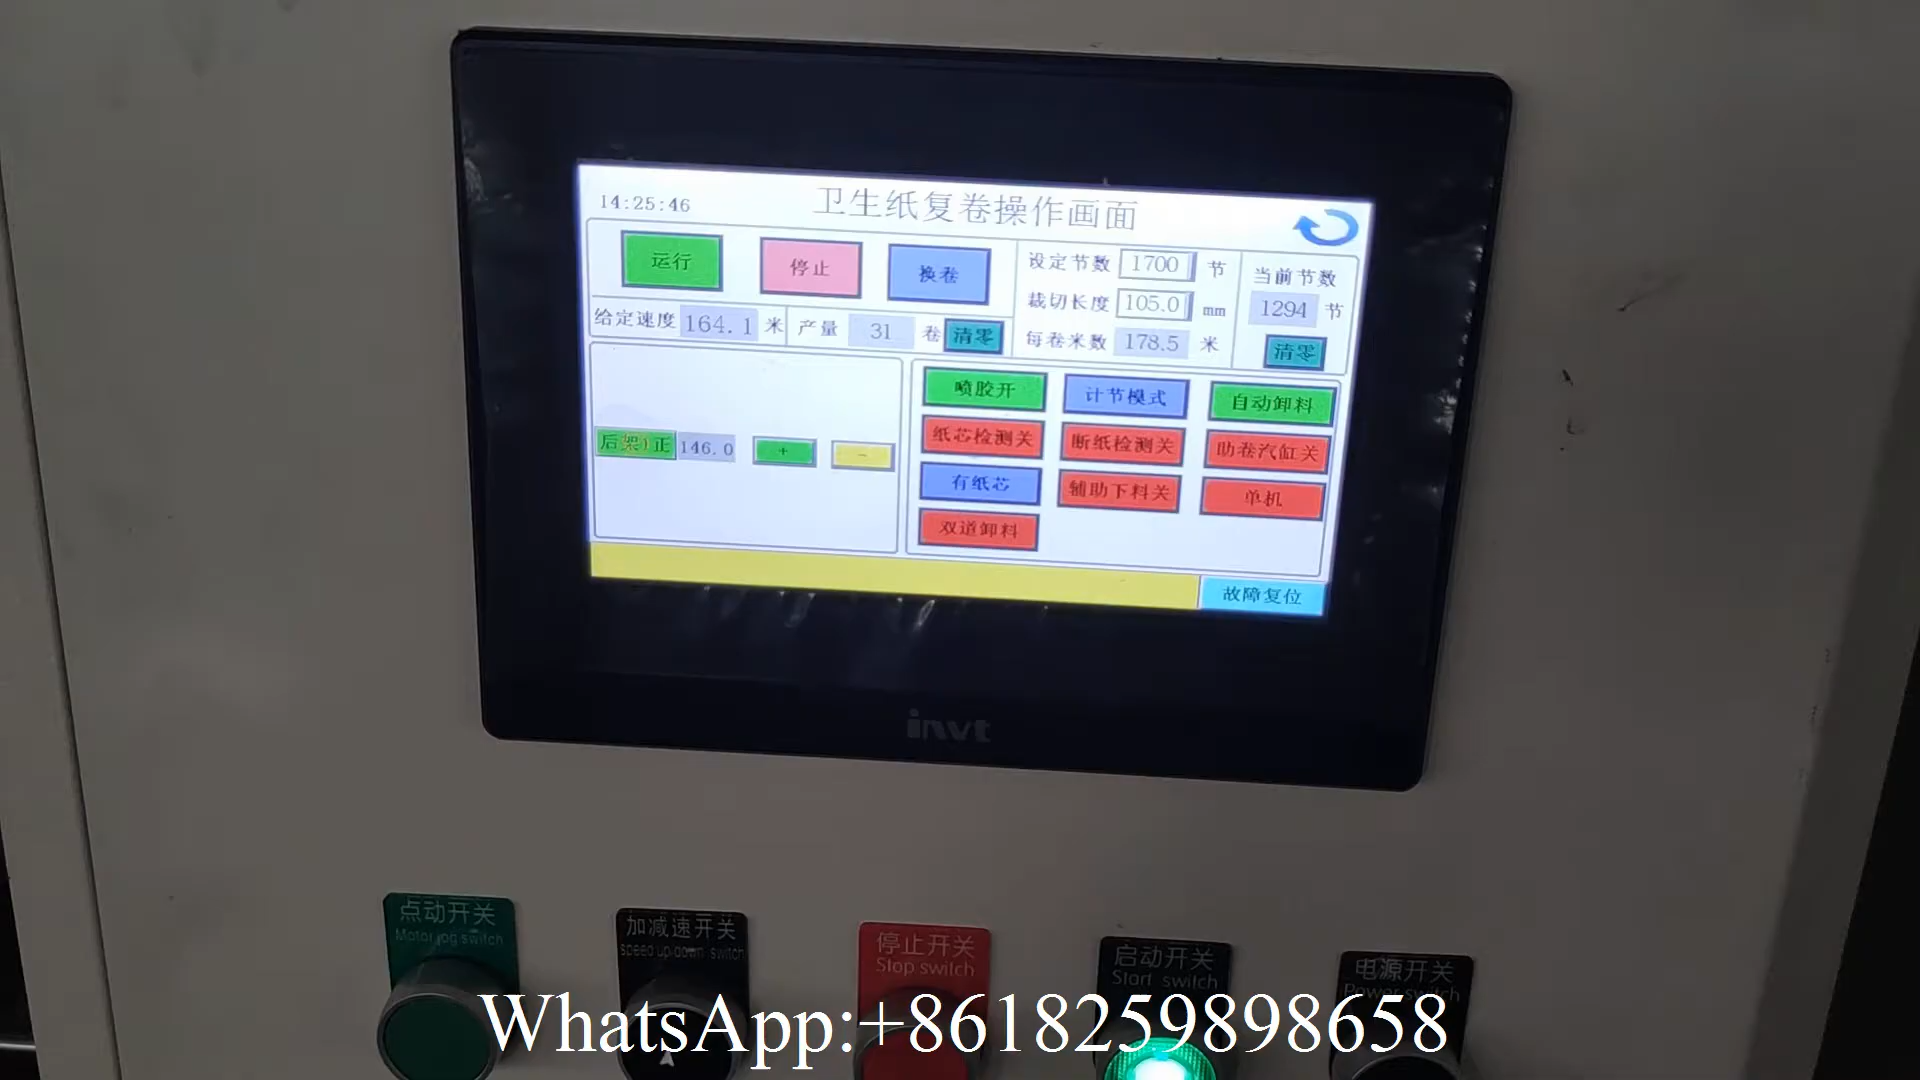 14:25:46 卫生纸复卷操作画面
运行 停止 换卷
设定节数 1700 节
裁切长度 105.0 mm
每卷米数 178.5 米
当前节数
1294 节
清零
给定速度 164.1 米 产量 31 卷 清零
后架1正 146.0 + -
喷胶开 计节模式 自动卸料
纸芯检测关 断纸检测关 助卷汽缸关
有纸芯 辅助下料关 单机
双道卸料
故障复位
invt
点动开关
Motor jog switch
加减速开关
speed up down switch
停止开关
Stop switch
启动开关
Start switch
电源开关
Power switch
WhatsApp:+8618259898658